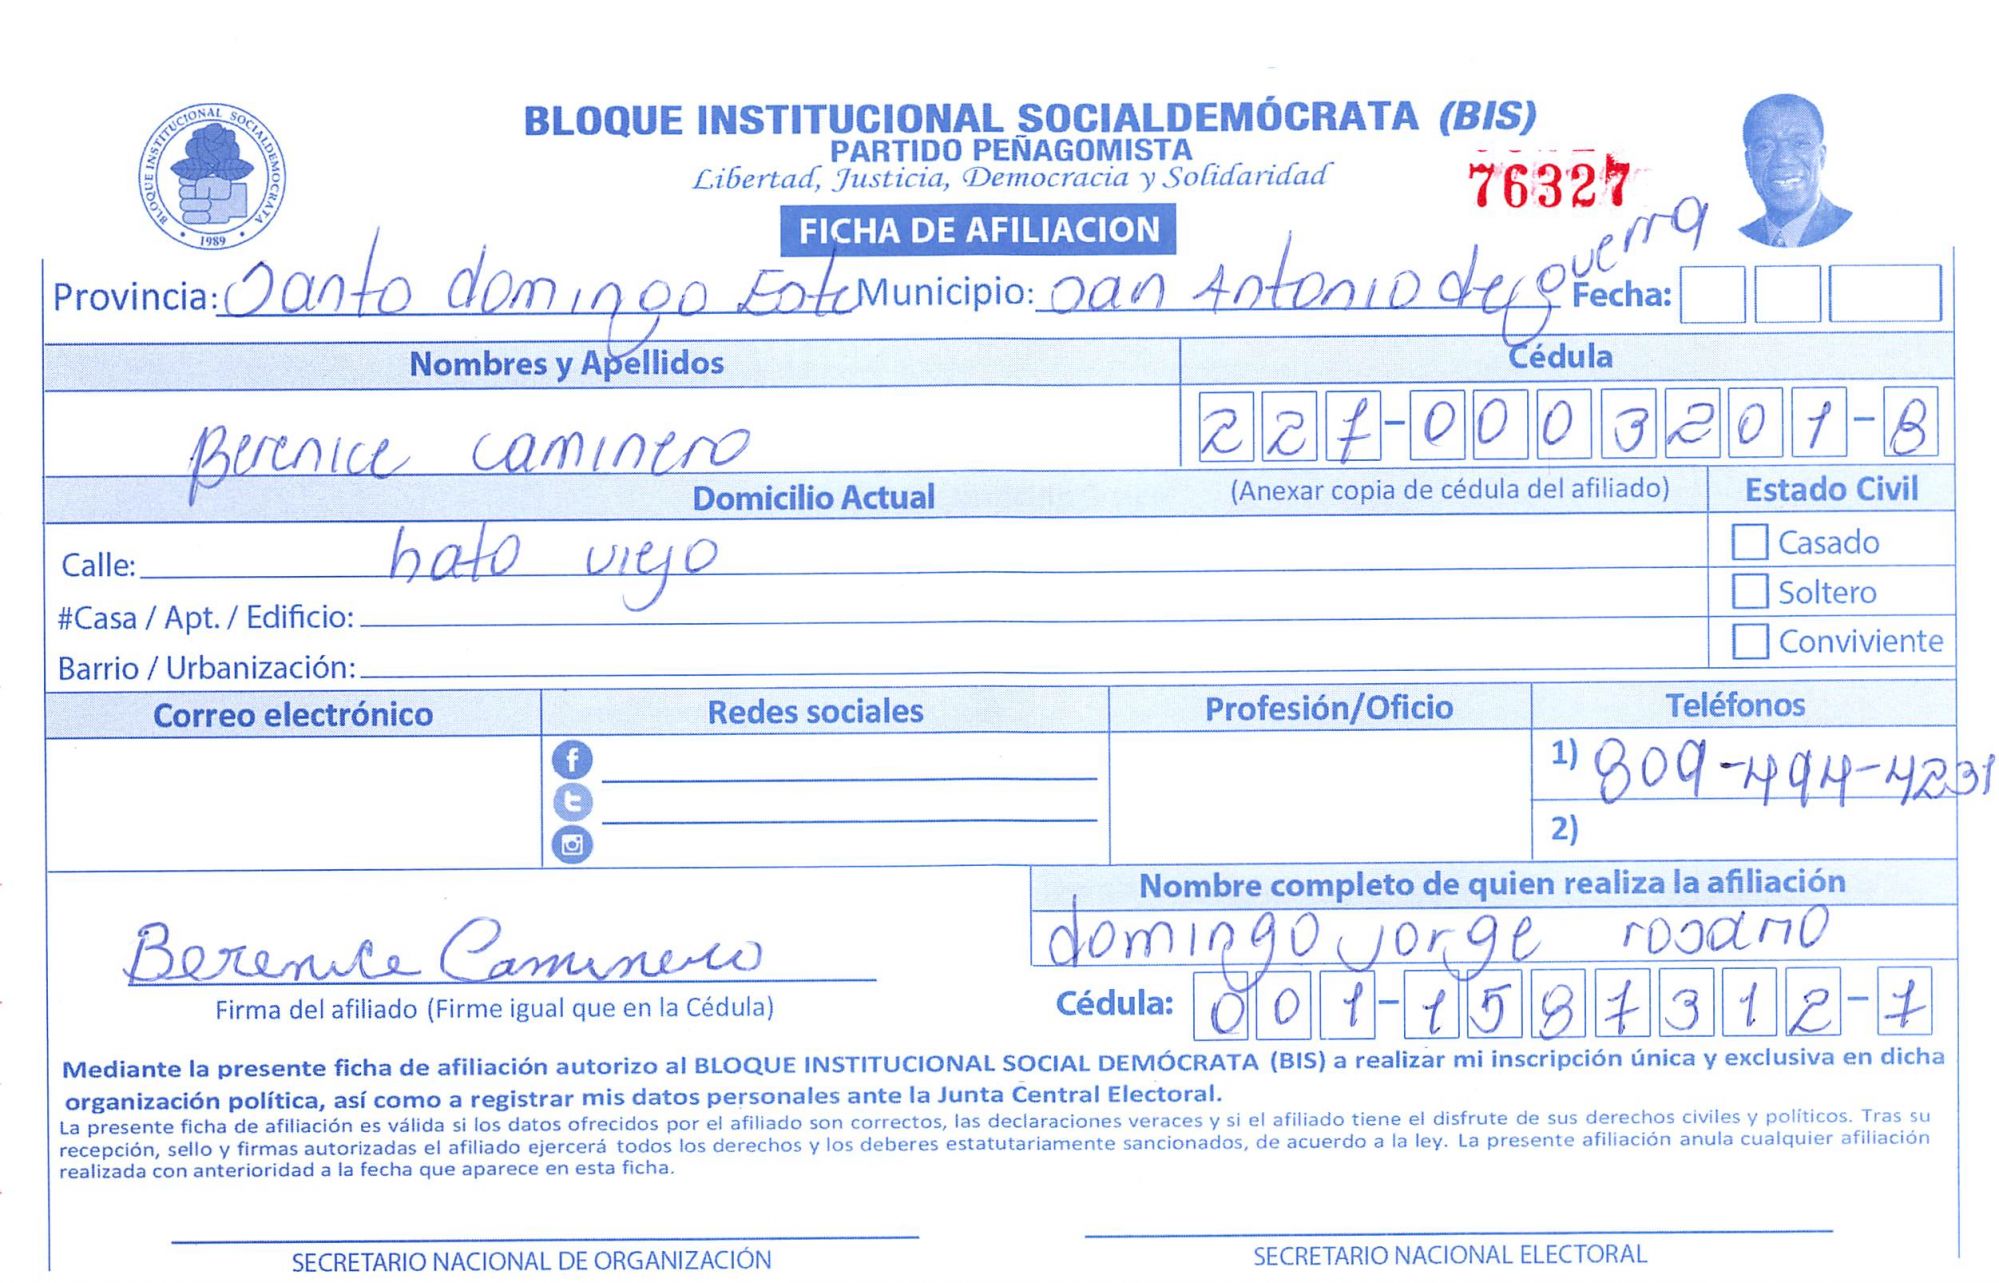 BLOQUE INSTITUCIONAL SOCIALDEMÓCRATA (BIS)
BLOQUE INSTITUCIONAL SOCIALDEMOCRATA
1989
PARTIDO PEÑAGOMISTA
Libertad, Justicia, Democracia y Solidaridad
76327
FICHA DE AFILIACION
Provincia: Santo domingo Este Municipio: San Antonio de guerra Fecha:
Nombres y Apellidos Cédula
Berenice caminero 227-0003201-8
Domicilio Actual (Anexar copia de cédula del afiliado) Estado Civil
Calle: hato viejo Casado
#Casa / Apt. / Edificio: Soltero
Barrio / Urbanización: Conviviente
Correo electrónico Redes sociales Profesión/Oficio Teléfonos
1) 809-494-4231
2)
Nombre completo de quien realiza la afiliación
domingo jorge rosario
Berenice Caminero
Firma del afiliado (Firme igual que en la Cédula)
Cédula: 001-1587312-7
Mediante la presente ficha de afiliación autorizo al BLOQUE INSTITUCIONAL SOCIAL DEMÓCRATA (BIS) a realizar mi inscripción única y exclusiva en dicha
organización política, así como a registrar mis datos personales ante la Junta Central Electoral.
La presente ficha de afiliación es válida si los datos ofrecidos por el afiliado son correctos, las declaraciones veraces y si el afiliado tiene el disfrute de sus derechos civiles y políticos. Tras su
recepción, sello y firmas autorizadas el afiliado ejercerá todos los derechos y los deberes estatutariamente sancionados, de acuerdo a la ley. La presente afiliación anula cualquier afiliación
realizada con anterioridad a la fecha que aparece en esta ficha.
SECRETARIO NACIONAL DE ORGANIZACIÓN SECRETARIO NACIONAL ELECTORAL